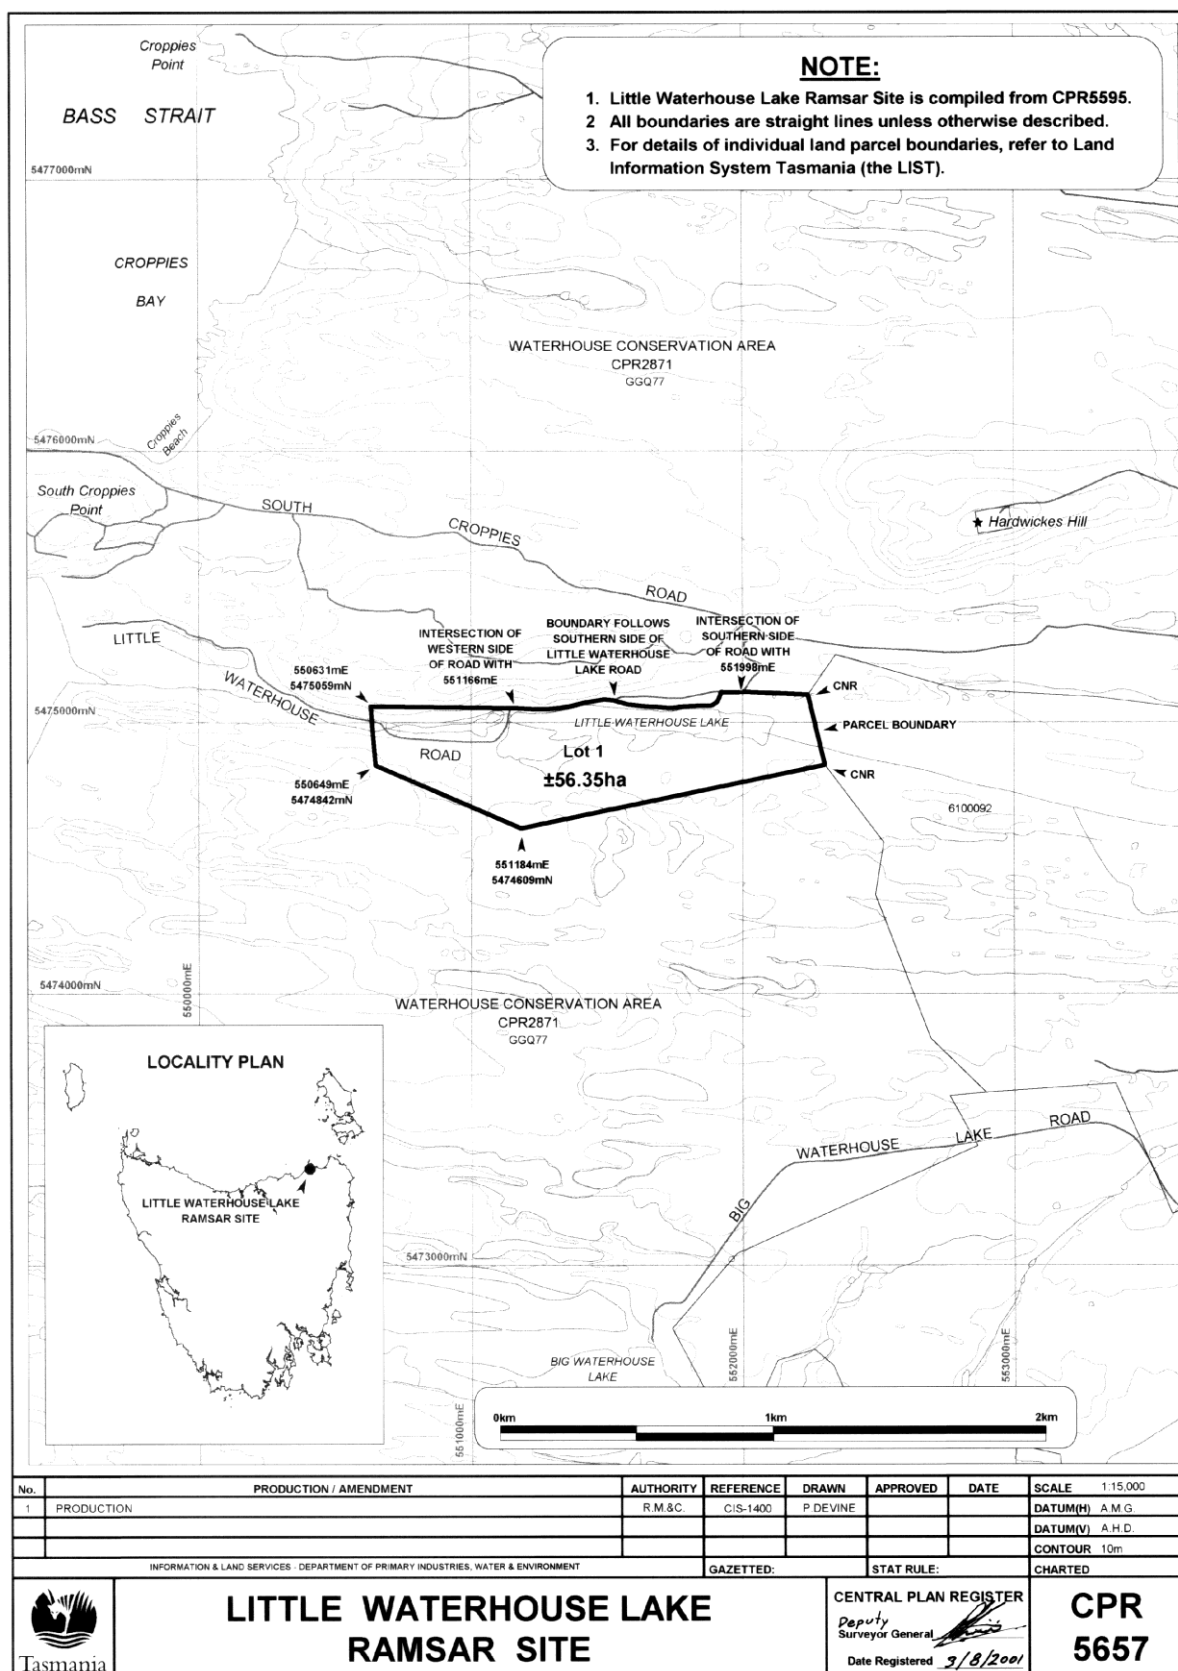 Croppies
Point
BASS STRAIT
NOTE:
1. Little Waterhouse Lake Ramsar Site is compiled from CPR5595.
2 All boundaries are straight lines unless otherwise described.
3. For details of individual land parcel boundaries, refer to Land
Information System Tasmania (the LIST).
5477000mN
CROPPIES
BAY
WATERHOUSE CONSERVATION AREA
CPR2871
GGQ77
Croppies
Beach
5476000mN
South Croppies
Point
SOUTH
CROPPIES
ROAD
Hardwickes Hill
LITTLE
WATERHOUSE
ROAD
INTERSECTION OF
WESTERN SIDE
OF ROAD WITH
551166mE
BOUNDARY FOLLOWS
SOUTHERN SIDE OF
LITTLE WATERHOUSE
LAKE ROAD
INTERSECTION OF
SOUTHERN SIDE
OF ROAD WITH
551998mE
550631mE
5475059mN
CNR
5475000mN
LITTLE WATERHOUSE LAKE
PARCEL BOUNDARY
Lot 1
±56.35ha
CNR
550649mE
5474842mN
6100092
551184mE
5474609mN
5474000mN
550000mE
WATERHOUSE CONSERVATION AREA
CPR2871
GGQ77
LOCALITY PLAN
LITTLE WATERHOUSE LAKE
RAMSAR SITE
BIG
WATERHOUSE
LAKE
ROAD
5473000mN
BIG WATERHOUSE
LAKE
551000mE
552000mE
553000mE
0km 1km 2km
No. PRODUCTION / AMENDMENT AUTHORITY REFERENCE DRAWN APPROVED DATE SCALE 1:15,000
1 PRODUCTION R.M.&C. CIS-1400 P DEVINE DATUM(H) A.M.G.
DATUM(V) A.H.D.
CONTOUR 10m
INFORMATION & LAND SERVICES - DEPARTMENT OF PRIMARY INDUSTRIES, WATER & ENVIRONMENT GAZETTED: STAT RULE: CHARTED
Tasmania
LITTLE WATERHOUSE LAKE
RAMSAR SITE
CENTRAL PLAN REGISTER
Deputy
Surveyor General
Date Registered 3/8/2001
CPR
5657